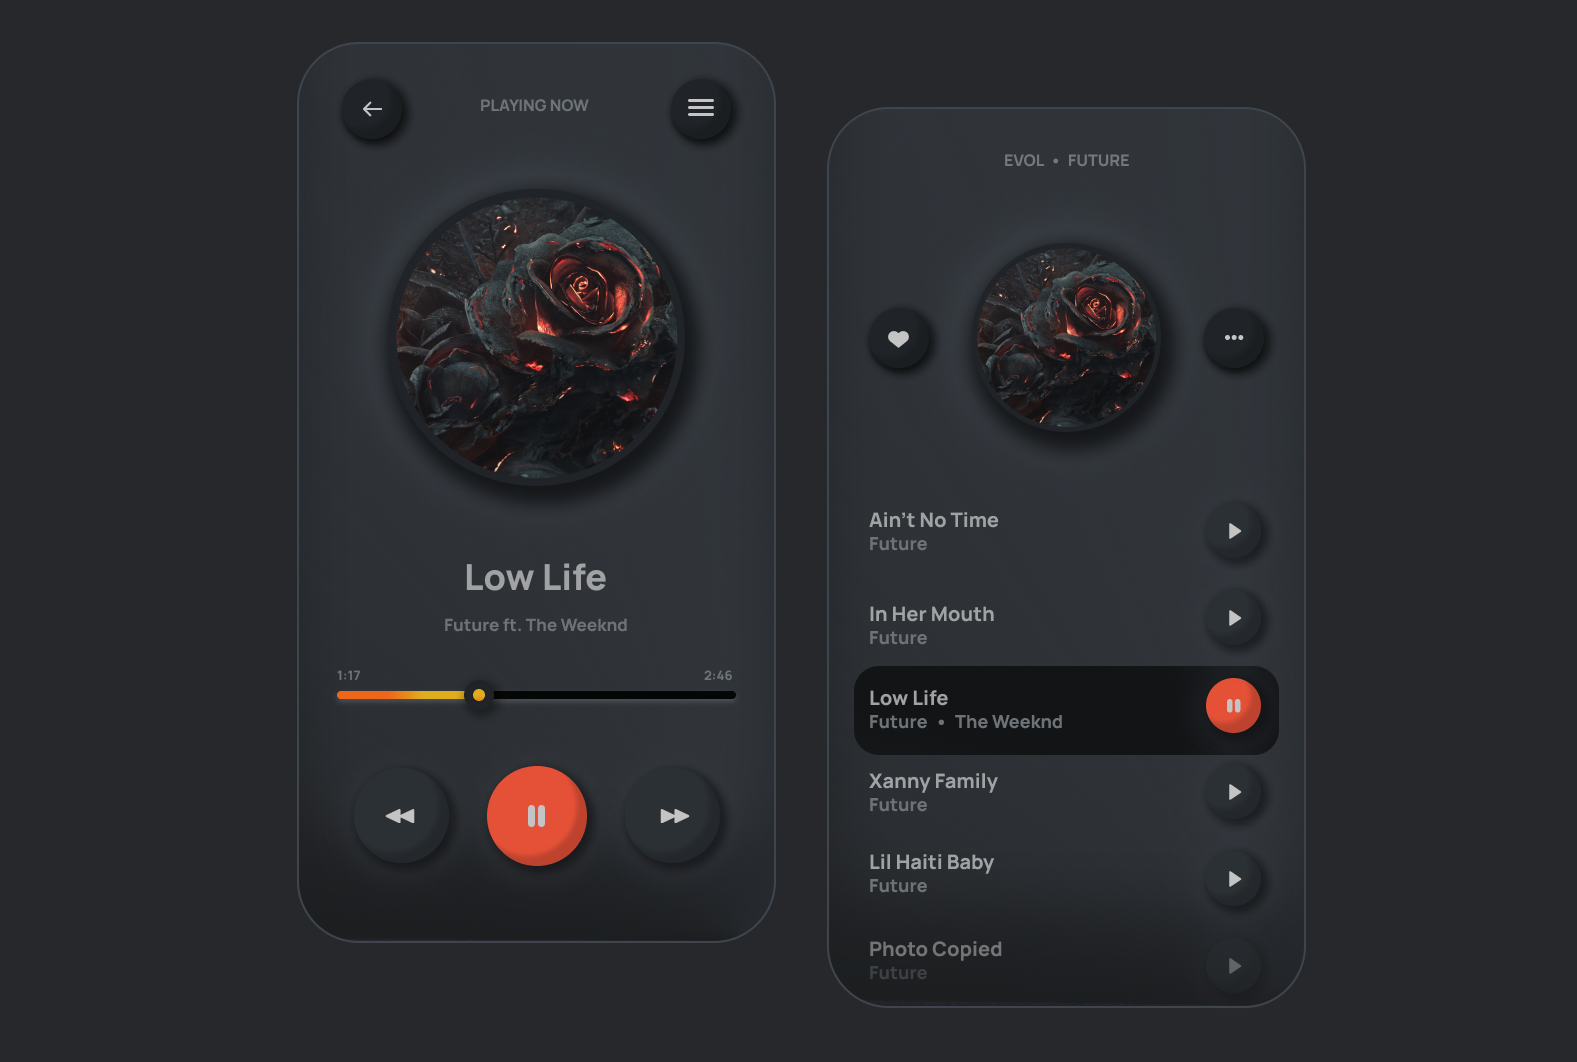 PLAYING NOW
Low Life
Future ft. The Weeknd
1:17 2:46
EVOL • FUTURE
Ain't No Time
Future
In Her Mouth
Future
Low Life
Future • The Weeknd
Xanny Family
Future
Lil Haiti Baby
Future
Photo Copied
Future